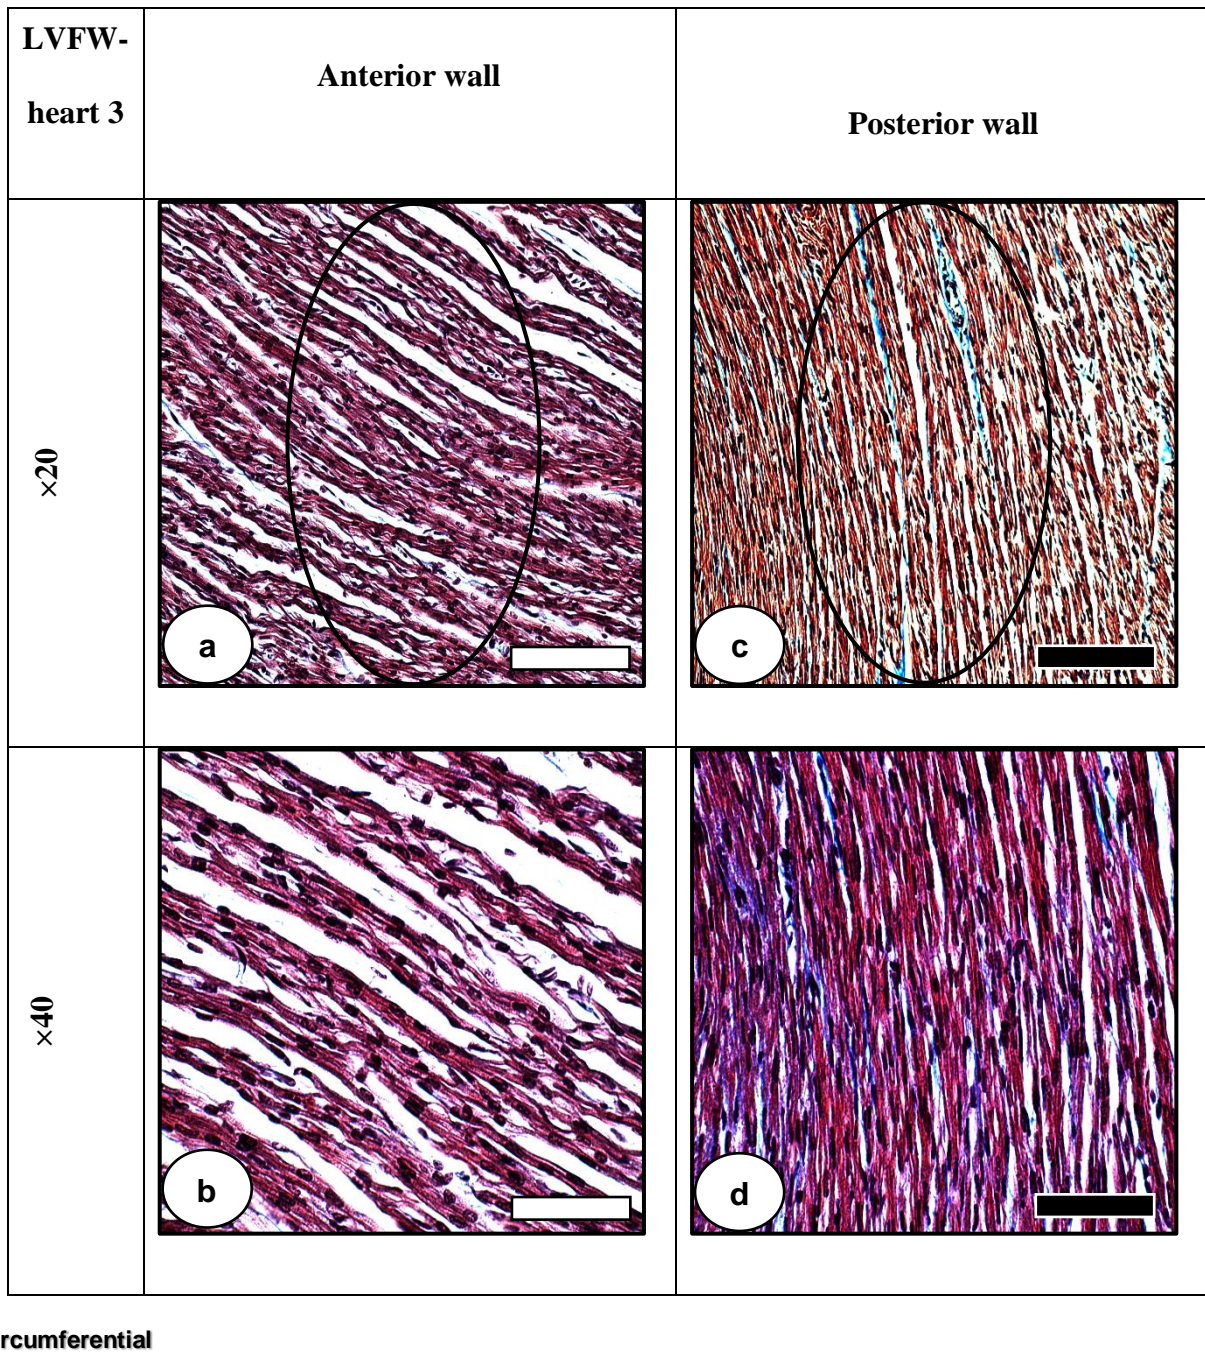 LVFW-
heart 3
Anterior wall
Posterior wall
×20
a
c
×40
b
d
rcumferential